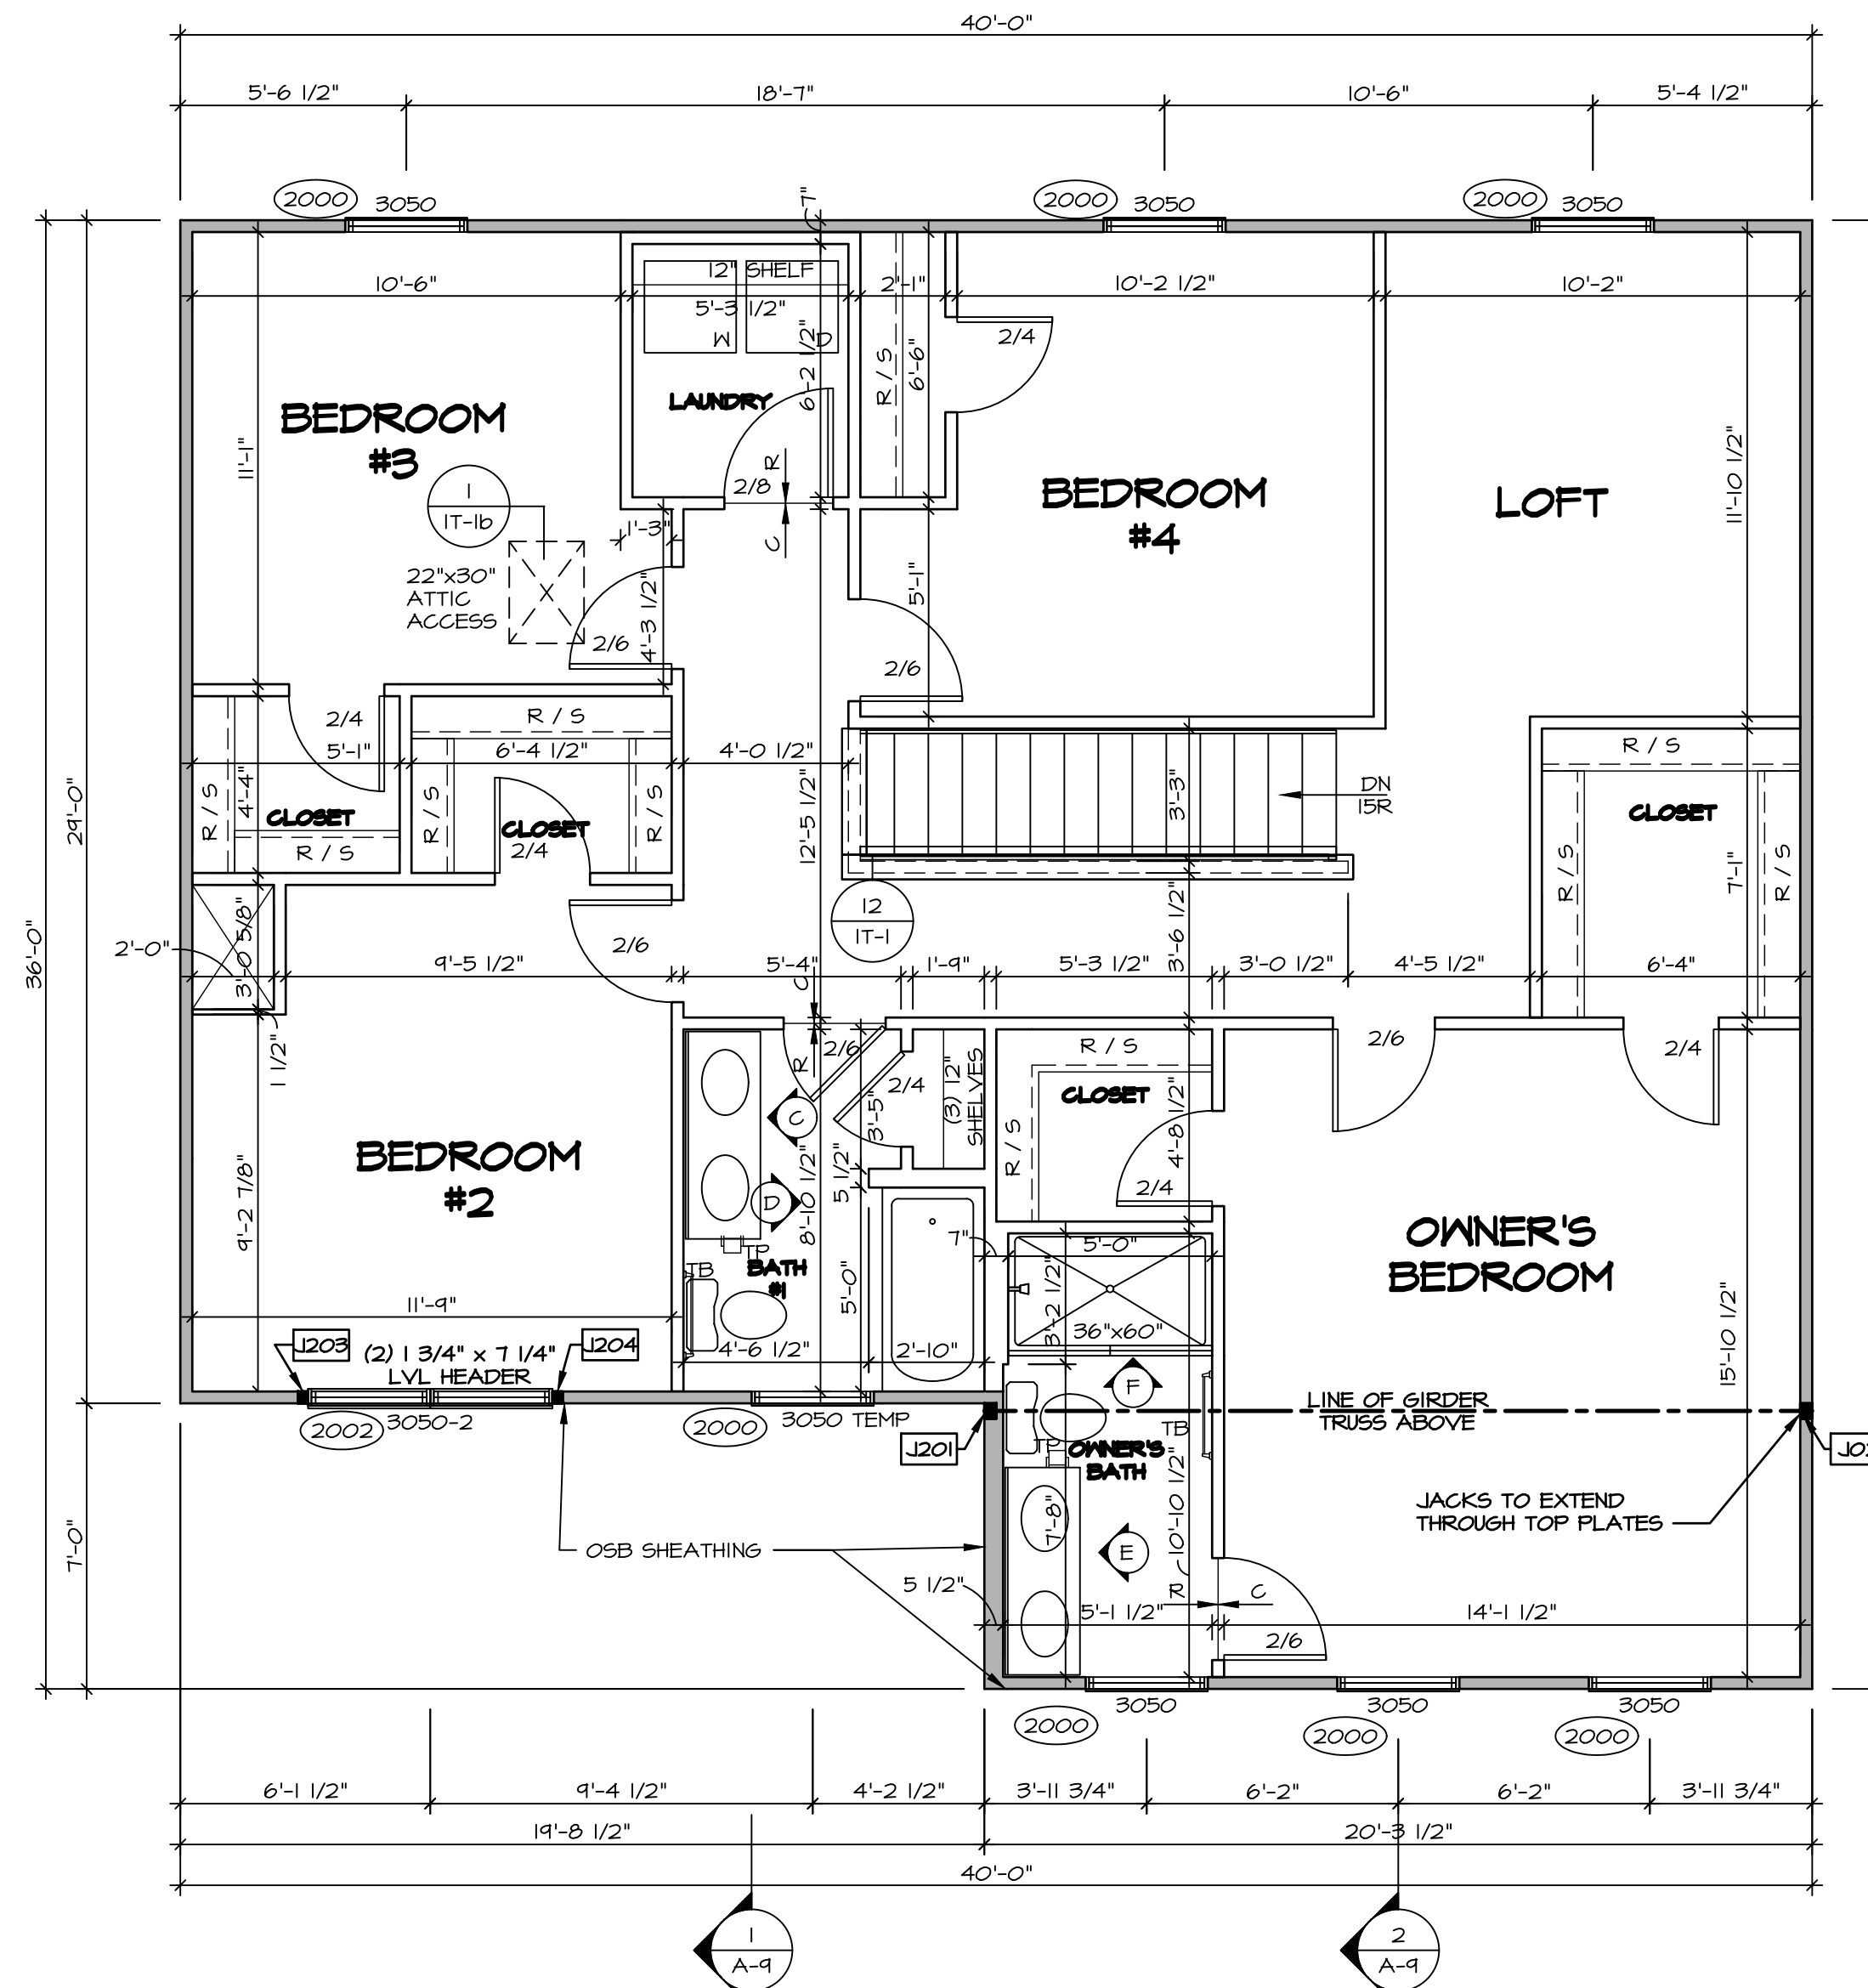 40'-0"
5'-6 1/2" 18'-7" 10'-6" 5'-4 1/2"
2000 3050 7" 2000 3050 2000 3050
12" SHELF
10'-6" 2'-1" 10'-2 1/2" 10'-2"
5'-3 1/2"
W D 2/4
6'-2 1/2" R / S 6'-6"
LAUNDRY
BEDROOM
#3
11'-1"
2/8 R
C
BEDROOM
#4
LOFT
11'-10 1/2"
1
1T-1b
1'-3"
22"x30"
ATTIC
ACCESS
2/6 4'-3 1/2"
5'-1"
2/6
2/4 R / S
5'-1" 6'-4 1/2" 4'-0 1/2"
R / S 4'-4" CLOSET
R / S
R / S CLOSET R / S
2/4
12'-5 1/2"
3'-3"
DN
15R
R / S
CLOSET
R / S 7'-1" R / S
12
1T-1
29'-0"
36'-0"
2'-0" 3'-0 5/8" 2/6 3'-6 1/2"
9'-5 1/2" 5'-4" 1'-9" 5'-3 1/2" 3'-0 1/2" 4'-5 1/2" 6'-4"
C
1 1/2"
R 2/6 2/4
(3) 12"
SHELVES
R / S
CLOSET
R / S 4'-8 1/2"
2/4
2/6 2/4
C
3'-5"
BEDROOM
#2
9'-2 7/8"
D 8'-10 1/2" 5 1/2"
TP
TB BATH
#1
5'-0"
7" 5'-0"
3'-2 1/2"
36"x60"
OWNER'S
BEDROOM
15'-10 1/2"
11'-9"
J203 (2) 1 3/4" x 7 1/4"
LVL HEADER J204
4'-6 1/2" 2'-10"
2002 3050-2 2000 3050 TEMP
F
J201
LINE OF GIRDER
TRUSS ABOVE
TB
TP OWNER'S
BATH
7'-8" 10'-10 1/2"
E
JACKS TO EXTEND
THROUGH TOP PLATES
7'-0"
OSB SHEATHING
5 1/2" R C
5'-1 1/2" 14'-1 1/2"
2/6
3050 3050 3050
2000 2000 2000
6'-1 1/2" 9'-4 1/2" 4'-2 1/2" 3'-11 3/4" 6'-2" 6'-2" 3'-11 3/4"
19'-8 1/2" 20'-3 1/2"
40'-0"
1
A-9
2
A-9